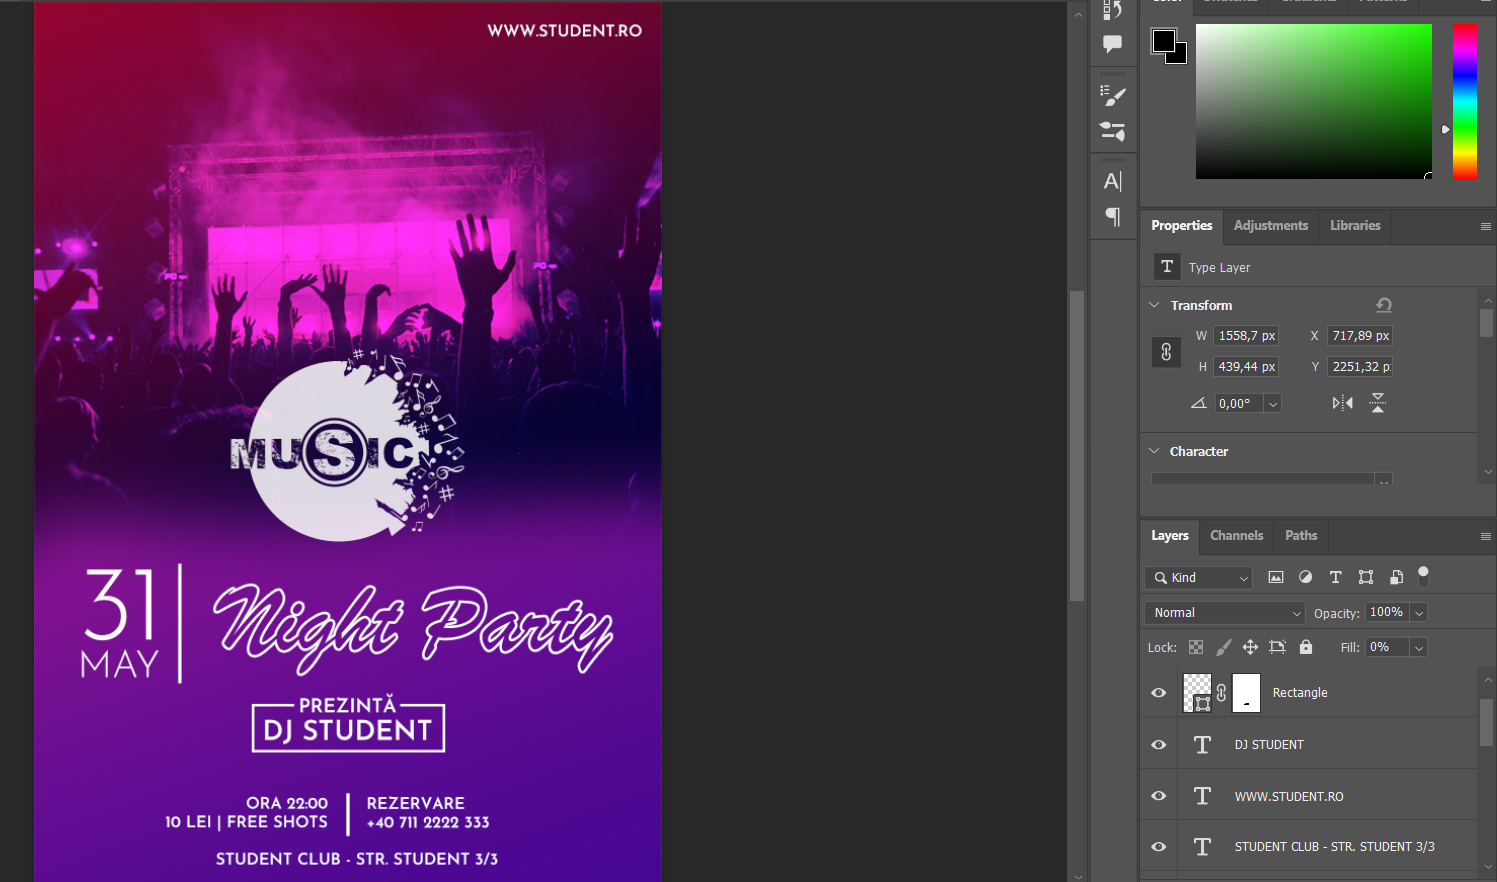 WWW.STUDENT.RO
MUSIC
31
MAY
Night Party
PREZINTĂ
DJ STUDENT
ORA 22:00
10 LEI | FREE SHOTS
REZERVARE
+40 711 2222 333
STUDENT CLUB - STR. STUDENT 3/3
A
Properties
Adjustments
Libraries
T Type Layer
Transform
W 1558,7 px X 717,89 px
H 439,44 px Y 2251,32 p
0,00°
Character
Layers
Channels
Paths
Kind
T
Normal
Opacity: 100%
Lock:
Fill: 0%
Rectangle
T DJ STUDENT
T WWW.STUDENT.RO
T STUDENT CLUB - STR. STUDENT 3/3